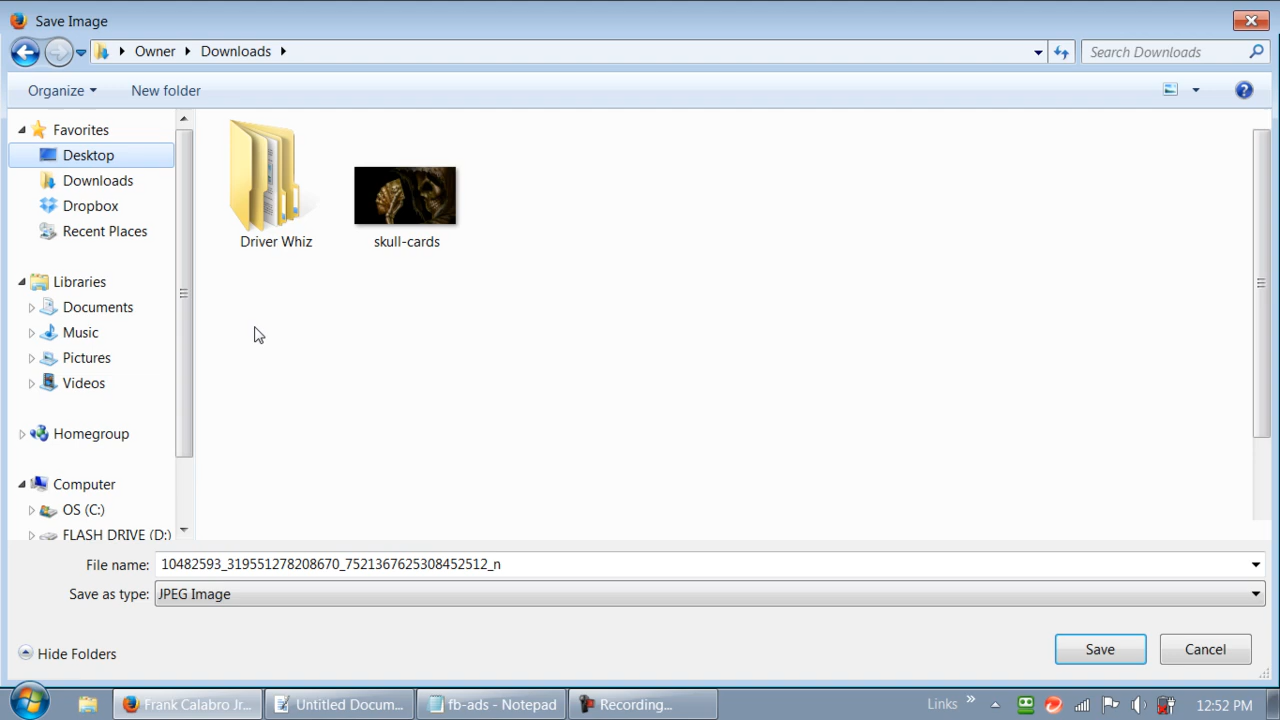 Save Image
Owner
Downloads
Search Downloads
Organize
New folder
Favorites
Desktop
Downloads
Dropbox
Recent Places
Libraries
Documents
Music
Pictures
Videos
Homegroup
Computer
OS (C:)
FLASH DRIVE (D:)
Driver Whiz
skull-cards
File name: 10482593_319551278208670_7521367625308452512_n
Save as type: JPEG Image
Hide Folders
Save
Cancel
Frank Calabro Jr...
Untitled Docum...
fb-ads - Notepad
Recording...
Links »
12:52 PM